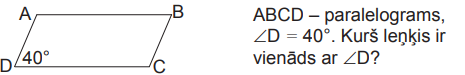 A
B
D
40°
C
ABCD – paralelograms,
∠D = 40°. Kurš leņķis ir
vienāds ar ∠D?